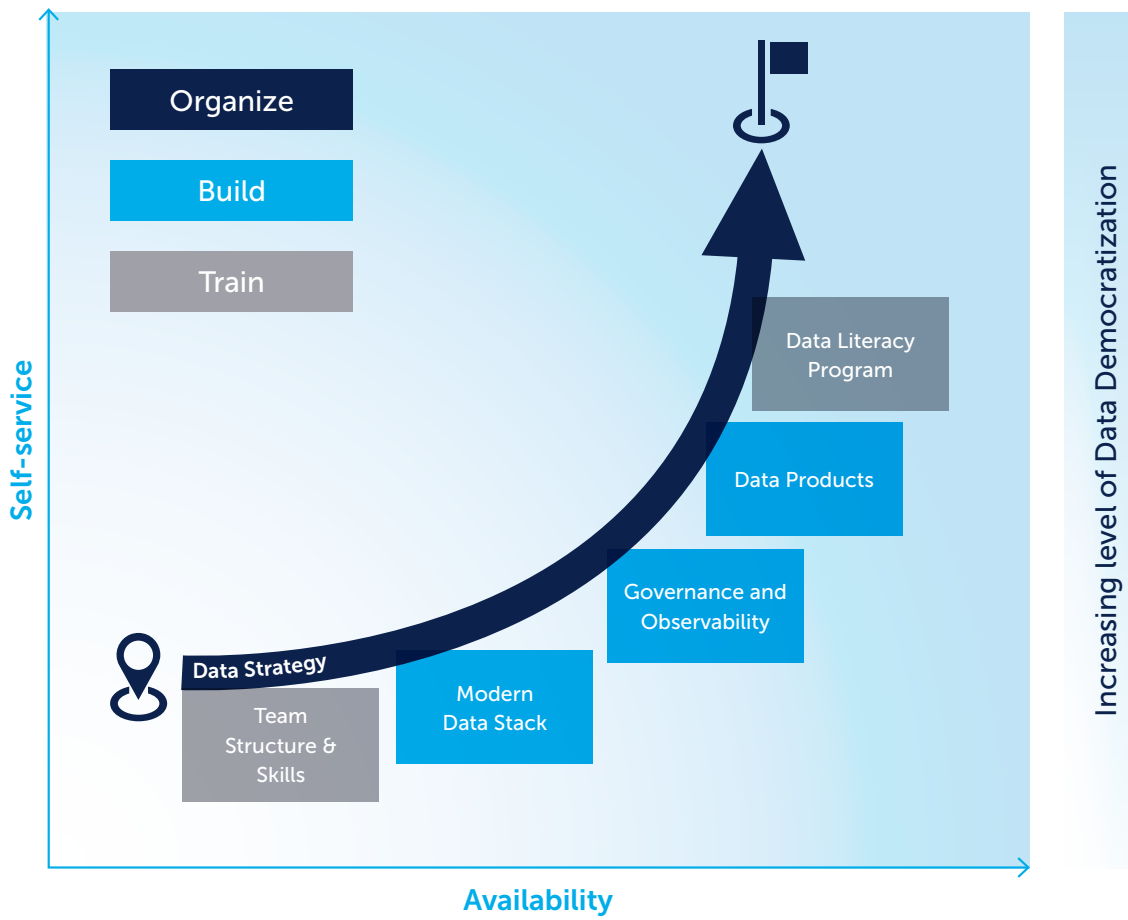 Organize
Build
Train
Self-service
Data Literacy
Program
Data Products
Governance and
Observability
Data Strategy
Modern
Data Stack
Team
Structure &
Skills
Availability
Increasing level of Data Democratization